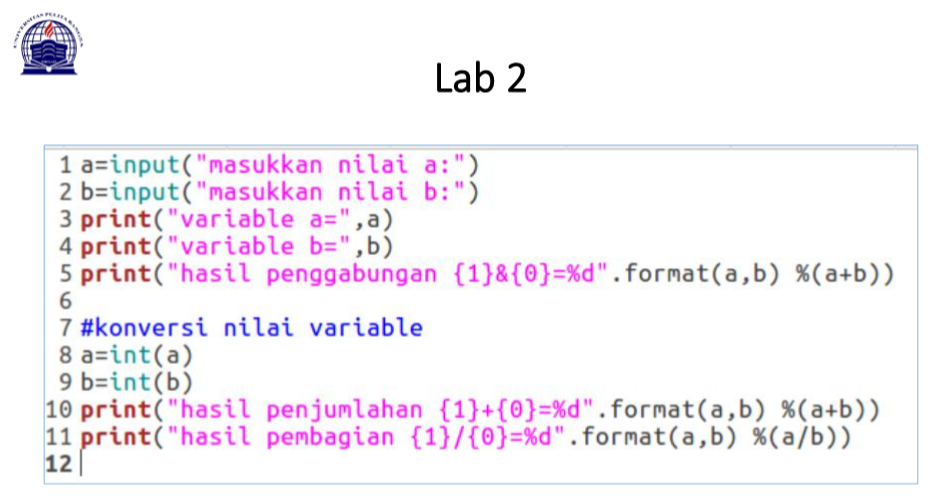 UNIVERSITAS PELITA BANGSA
Lab 2
1 a=input("masukkan nilai a:")
2 b=input("masukkan nilai b:")
3 print("variable a=",a)
4 print("variable b=",b)
5 print("hasil penggabungan {1}&{0}=%d".format(a,b) %(a+b))
6
7 #konversi nilai variable
8 a=int(a)
9 b=int(b)
10 print("hasil penjumlahan {1}+{0}=%d".format(a,b) %(a+b))
11 print("hasil pembagian {1}/{0}=%d".format(a,b) %(a/b))
12